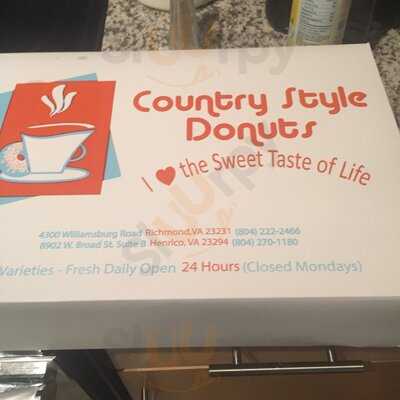 Country Style
Donuts
I ♥ the Sweet Taste of Life
4300 Williamsburg Road Richmond, VA 23231 (804) 222-2466
8902 W. Broad St. Suite B Henrico, VA 23294 (804) 270-1180
Varieties - Fresh Daily Open 24 Hours (Closed Mondays)